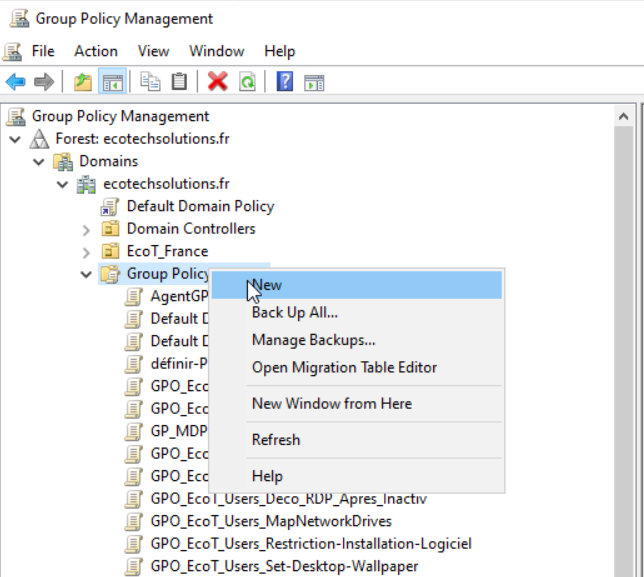 Group Policy Management
File Action View Window Help
Group Policy Management
Forest: ecotechsolutions.fr
Domains
ecotechsolutions.fr
Default Domain Policy
Domain Controllers
EcoT_France
Group Policy
New
AgentGP
Back Up All...
Default D
Manage Backups...
Default D
définir-P
Open Migration Table Editor
GPO_Eco
New Window from Here
GPO_Eco
GP_MDP
Refresh
GPO_Eco
GPO_Eco
Help
GPO_EcoT_Users_Deco_RDP_Apres_Inactiv
GPO_EcoT_Users_MapNetworkDrives
GPO_EcoT_Users_Restriction-Installation-Logiciel
GPO_EcoT_Users_Set-Desktop-Wallpaper